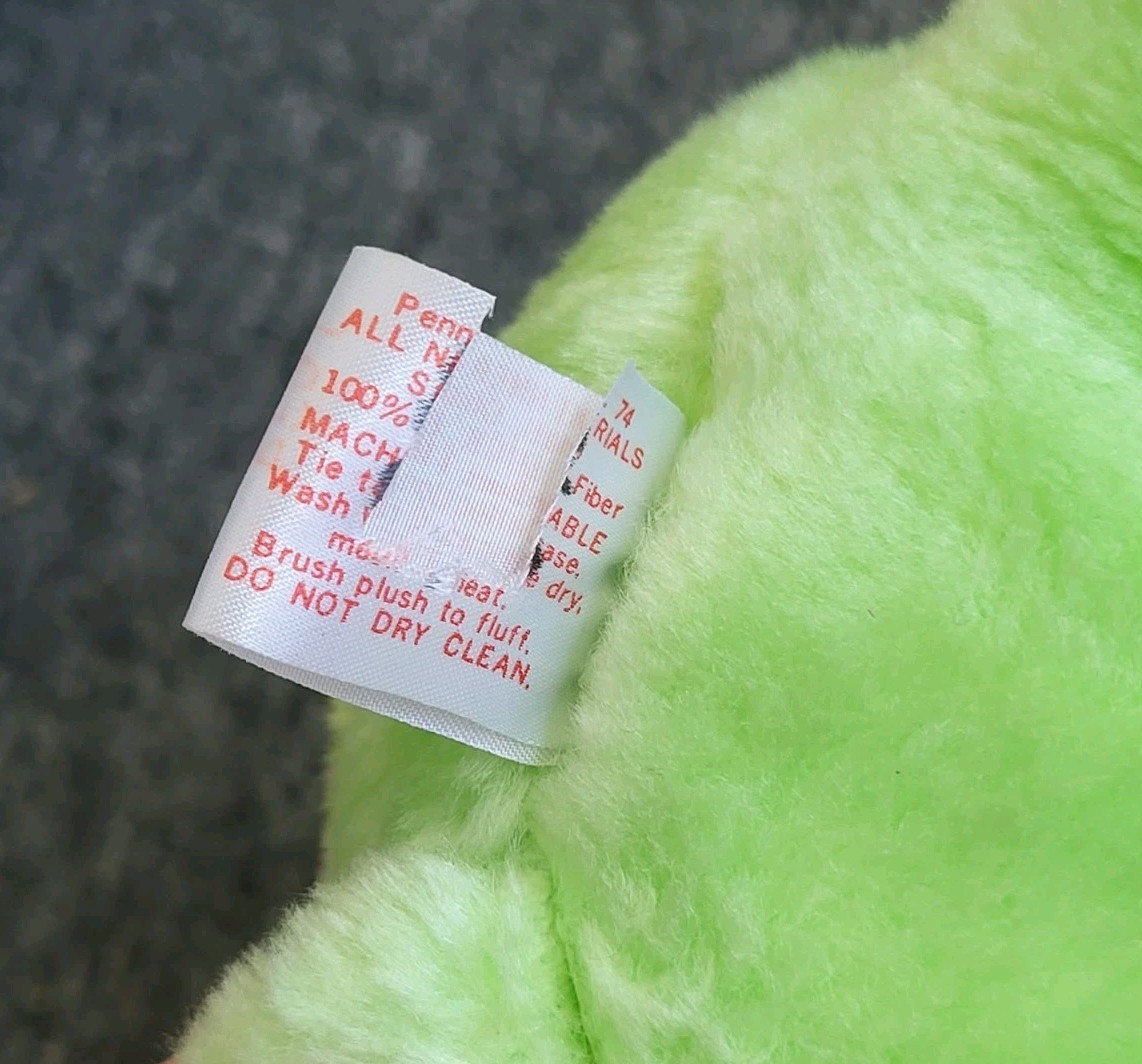 Penn 74
ALL N RIALS
S
100% Fiber
MACH ABLE
Tie t ase.
Wash e dry,
m heat.
Brush plush to fluff.
DO NOT DRY CLEAN.